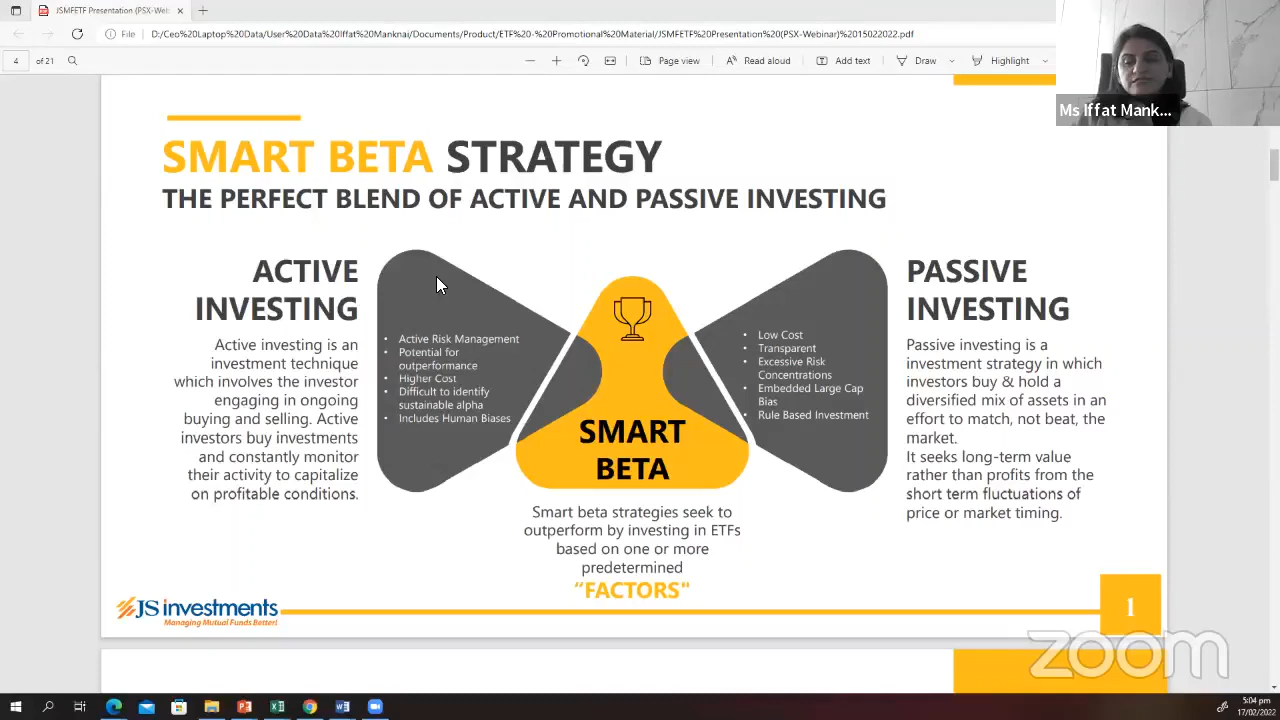 JSMFETF Presentation (PSX-Web
File
D:/Ceo%20Laptop%20Data/User%20Data%20Iffat%20Manknai/Documents/Product/ETF%20-%20Promotional%20Material/JSMFETF%20Presentation%20(PSX-Webinar)%2015022022.pdf
4 of 21
Page view
Read aloud
Add text
Draw
Highlight
Ms Iffat Mank...
SMART BETA STRATEGY
THE PERFECT BLEND OF ACTIVE AND PASSIVE INVESTING
ACTIVE
INVESTING
Active investing is an
investment technique
which involves the investor
engaging in ongoing
buying and selling. Active
investors buy investments
and constantly monitor
their activity to capitalize
on profitable conditions.
• Active Risk Management
• Potential for
outperformance
• Higher Cost
• Difficult to identify
sustainable alpha
• Includes Human Biases
SMART
BETA
Smart beta strategies seek to
outperform by investing in ETFs
based on one or more
predetermined
“FACTORS"
• Low Cost
• Transparent
• Excessive Risk
Concentrations
• Embedded Large Cap
Bias
• Rule Based Investment
PASSIVE
INVESTING
Passive investing is a
investment strategy in which
investors buy & hold a
diversified mix of assets in an
effort to match, not beat, the
market.
It seeks long-term value
rather than profits from the
short term fluctuations of
price or market timing.
JS investments
Managing Mutual Funds Better!
1
zoom
5:04 pm
17/02/2022